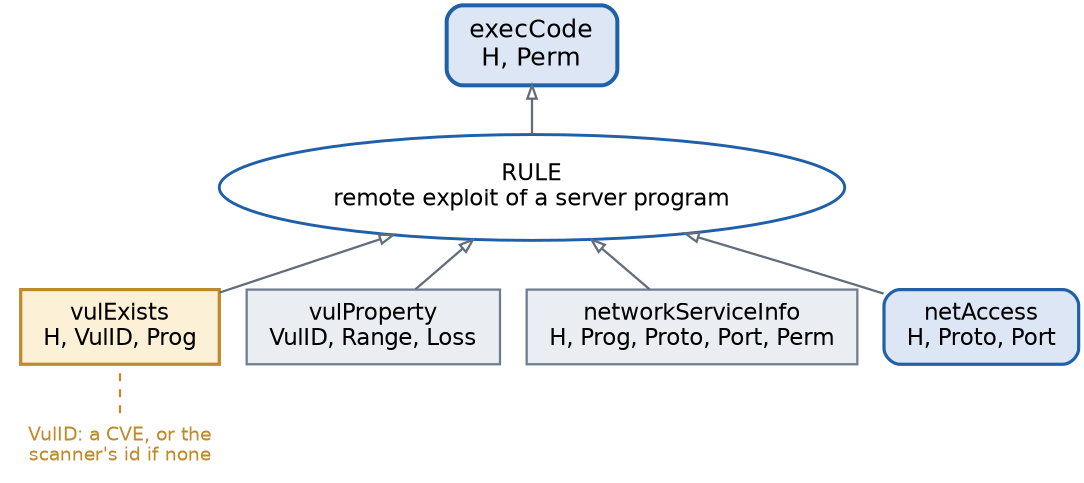 execCode
H, Perm
RULE
remote exploit of a server program
vulExists
H, VulID, Prog
vulProperty
VulID, Range, Loss
networkServiceInfo
H, Prog, Proto, Port, Perm
netAccess
H, Proto, Port
VulID: a CVE, or the
scanner's id if none